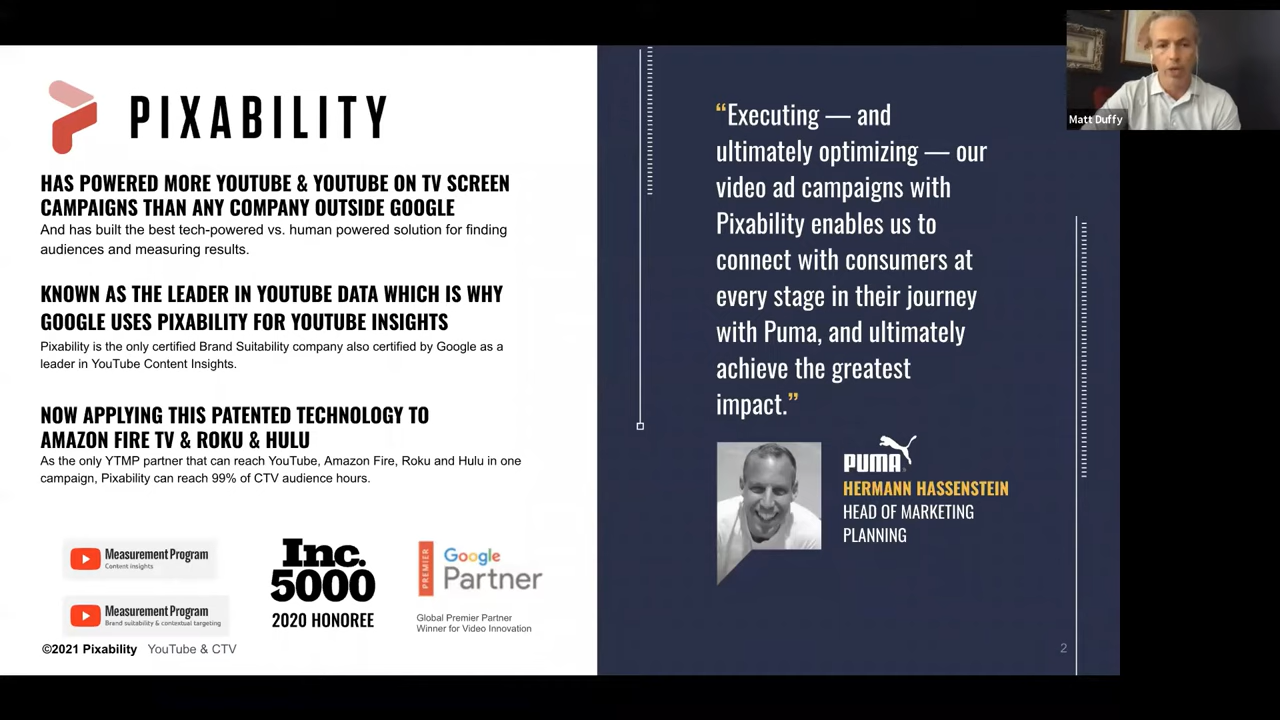 PIXABILITY
HAS POWERED MORE YOUTUBE & YOUTUBE ON TV SCREEN
CAMPAIGNS THAN ANY COMPANY OUTSIDE GOOGLE
And has built the best tech-powered vs. human powered solution for finding
audiences and measuring results.
KNOWN AS THE LEADER IN YOUTUBE DATA WHICH IS WHY
GOOGLE USES PIXABILITY FOR YOUTUBE INSIGHTS
Pixability is the only certified Brand Suitability company also certified by Google as a
leader in YouTube Content Insights.
NOW APPLYING THIS PATENTED TECHNOLOGY TO
AMAZON FIRE TV & ROKU & HULU
As the only YTMP partner that can reach YouTube, Amazon Fire, Roku and Hulu in one
campaign, Pixability can reach 99% of CTV audience hours.
Measurement Program
Content insights
Measurement Program
Brand suitability & contextual targeting
Inc.
5000
2020 HONOREE
PREMIER
Google
Partner
Global Premier Partner
Winner for Video Innovation
©2021 Pixability YouTube & CTV
“Executing — and
ultimately optimizing — our
video ad campaigns with
Pixability enables us to
connect with consumers at
every stage in their journey
with Puma, and ultimately
achieve the greatest
impact.”
PUMA
HERMANN HASSENSTEIN
HEAD OF MARKETING
PLANNING
2
Matt Duffy